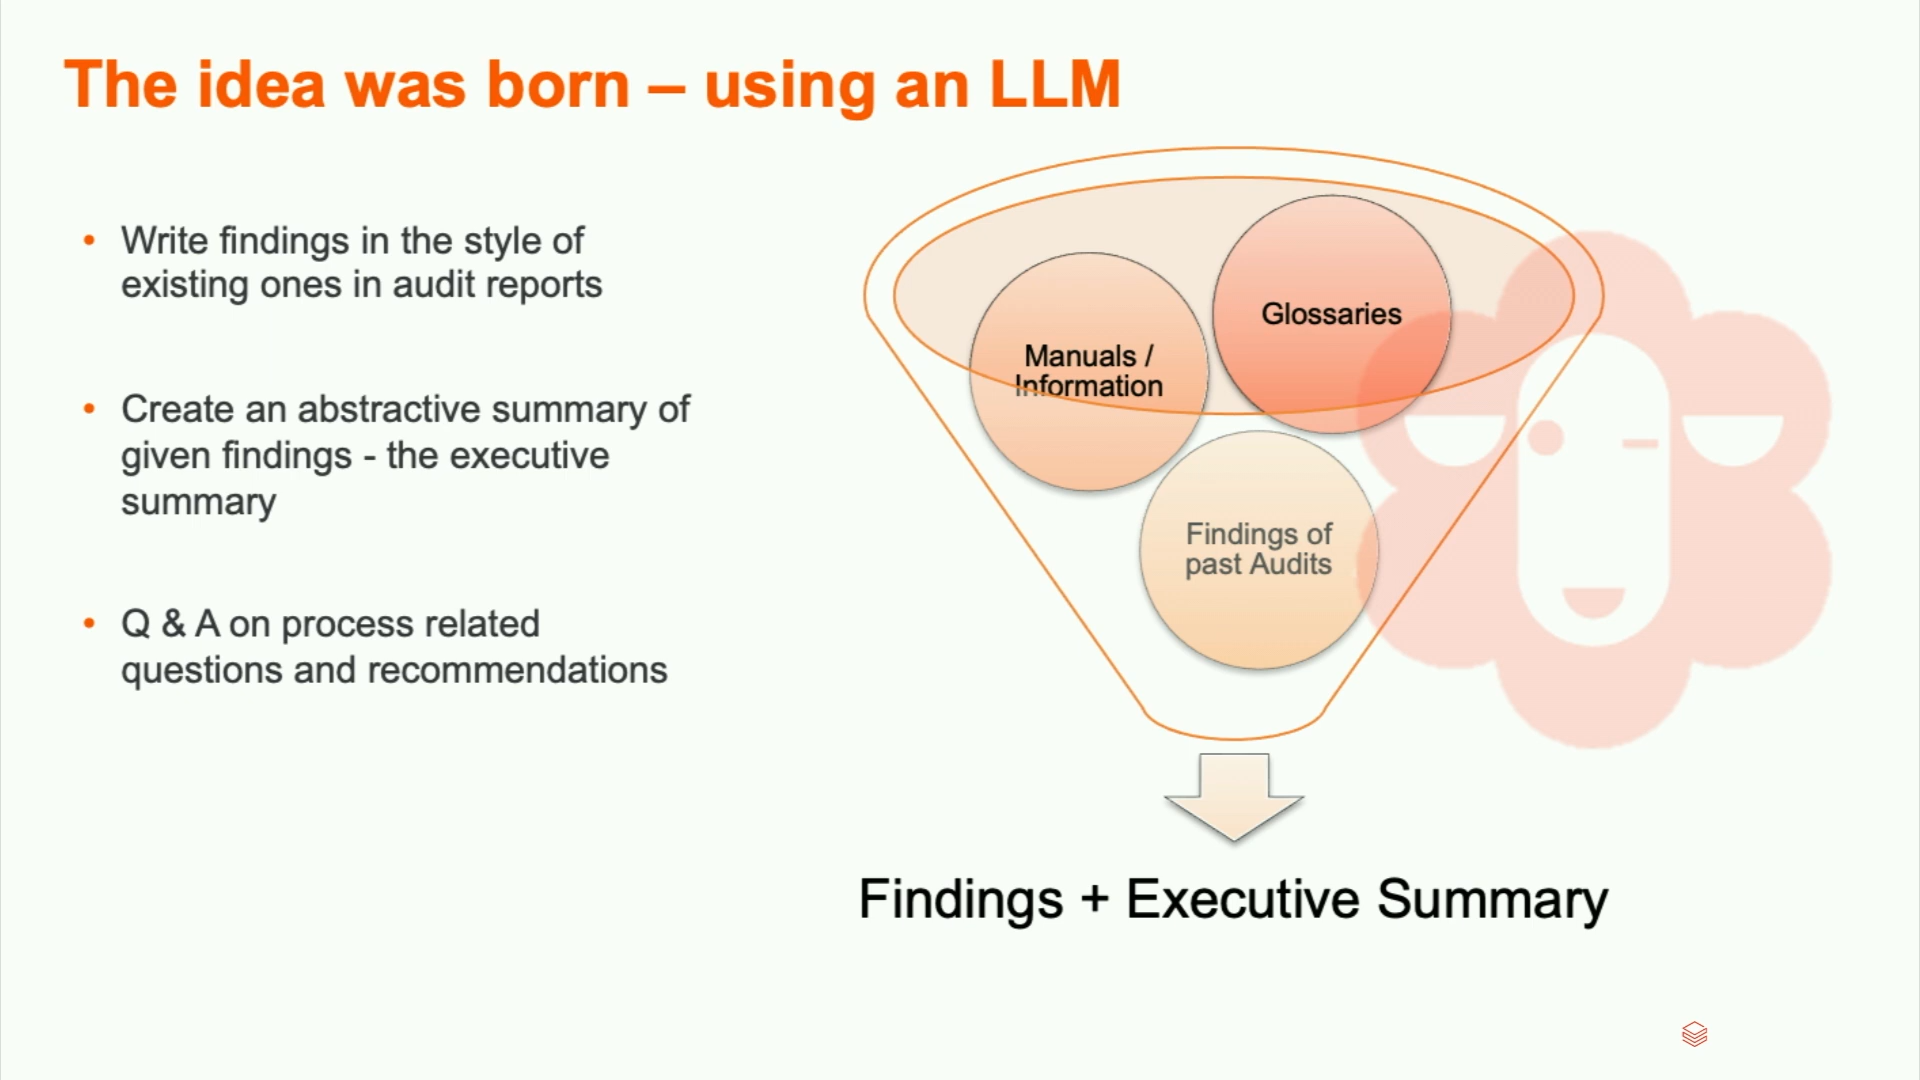 The idea was born – using an LLM
• Write findings in the style of
existing ones in audit reports
• Create an abstractive summary of
given findings - the executive
summary
• Q & A on process related
questions and recommendations
Glossaries
Manuals /
Information
Findings of
past Audits
Findings + Executive Summary